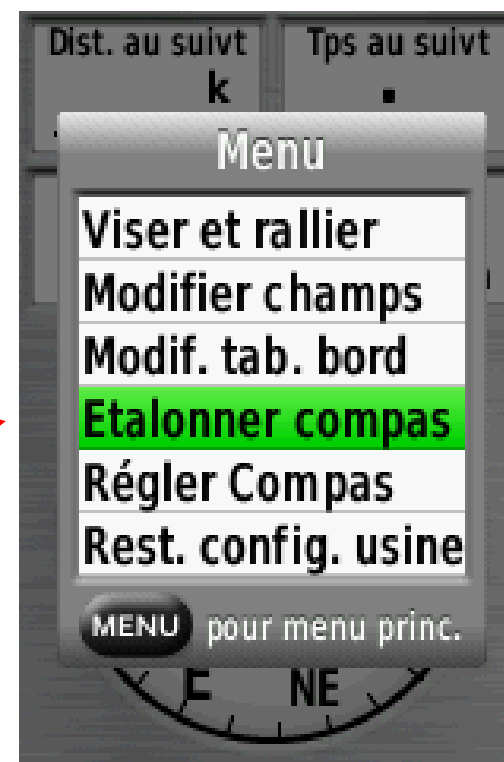 Dist. au suivt Tps au suivt
k .
Menu
Viser et rallier
Modifier champs
Modif. tab. bord
Etalonner compas
Régler Compas
Rest. config. usine
MENU pour menu princ.
E NE